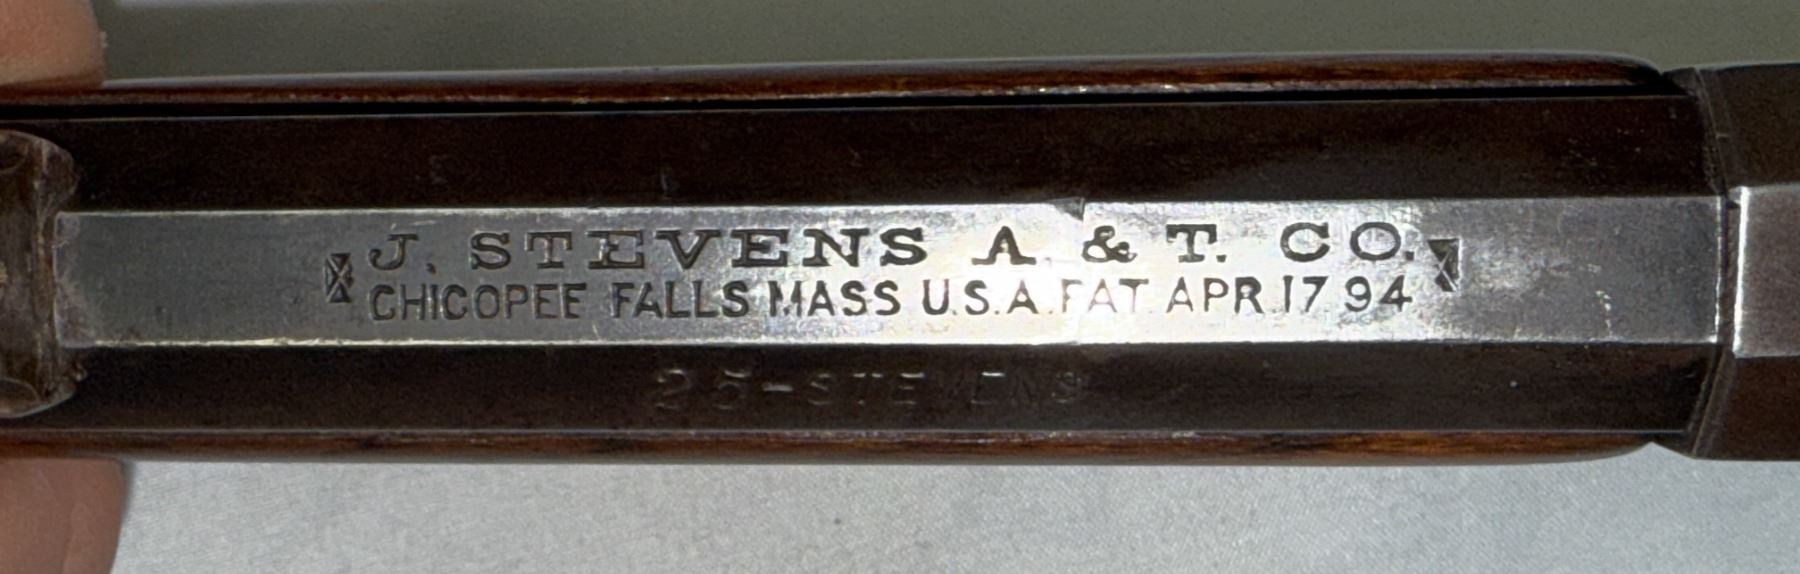 J. STEVENS A. & T. CO.
CHICOPEE FALLS MASS U.S.A. PAT. APR. 17 94
25-STEVENS